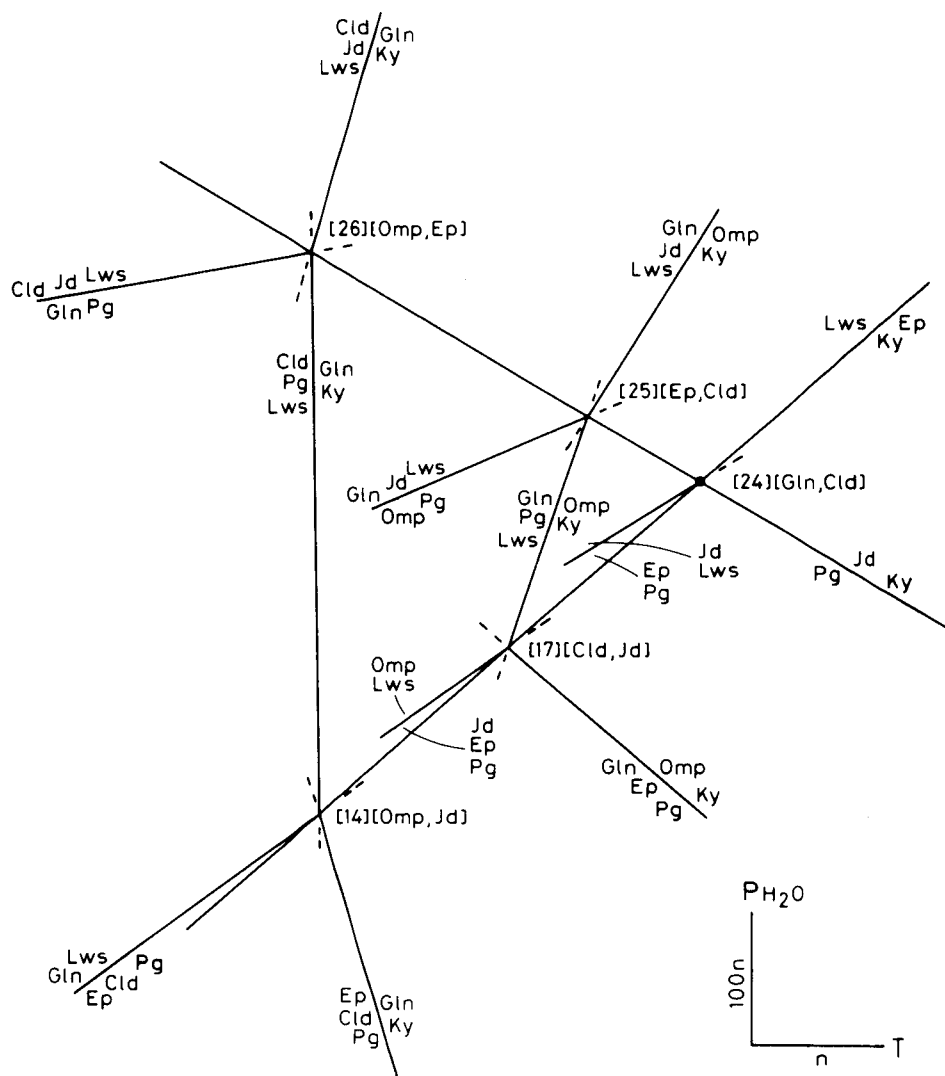 Cld Gln
Jd Ky
Lws
[26][Omp,Ep]
Cld Jd Lws
Gln Pg
Gln Omp
Jd Ky
Lws
Lws Ep
Ky
Cld Gln
Pg Ky
Lws
[25][Ep,Cld]
Gln Jd Lws
Omp Pg
Gln Omp
Pg Ky
Lws
[24][Gln,Cld]
Jd
Lws
Ep
Pg
Jd
Pg Ky
[17][Cld,Jd]
Omp
Lws
Jd
Ep
Pg
Gln Omp
Ep Ky
Pg
[14][Omp,Jd]
Lws Pg
Gln Cld
Ep
Ep Gln
Cld Ky
Pg
PH2O
100n
n
T